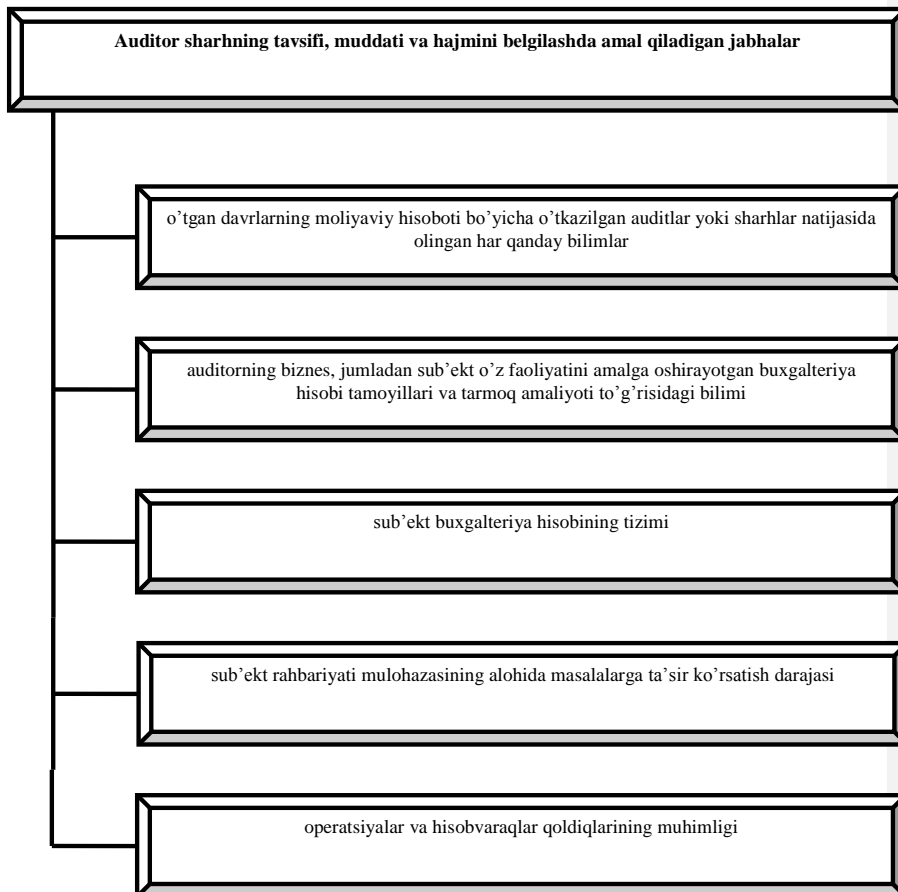 Auditor sharhning tavsifi, muddati va hajmini belgilashda amal qiladigan jabhalar
o’tgan davrlarning moliyaviy hisoboti bo’yicha o’tkazilgan auditlar yoki sharhlar natijasida
olingan har qanday bilimlar
auditorning biznes, jumladan sub’ekt o’z faoliyatini amalga oshirayotgan buxgalteriya
hisobi tamoyillari va tarmoq amaliyoti to’g’risidagi bilimi
sub’ekt buxgalteriya hisobining tizimi
sub’ekt rahbariyati mulohazasining alohida masalalarga ta’sir ko’rsatish darajasi
operatsiyalar va hisobvaraqlar qoldiqlarining muhimligi